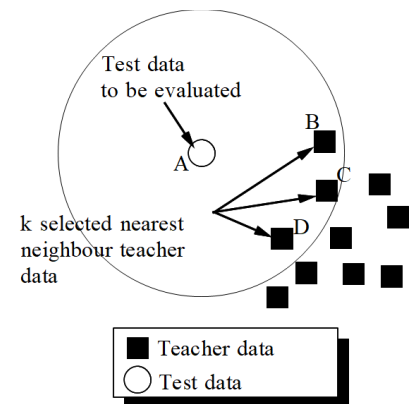 Test data
to be evaluated
B
A
C
k selected nearest
neighbour teacher
data
D
Teacher data
Test data